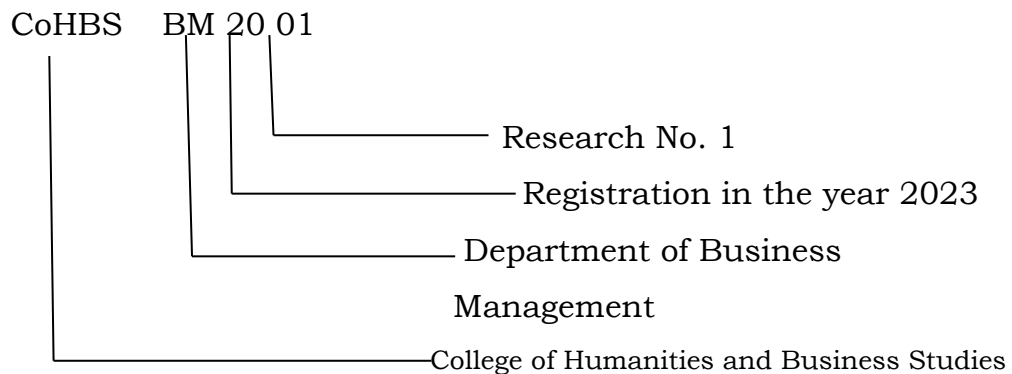 CoHBS BM 20 01
Research No. 1
Registration in the year 2023
Department of Business
Management
College of Humanities and Business Studies